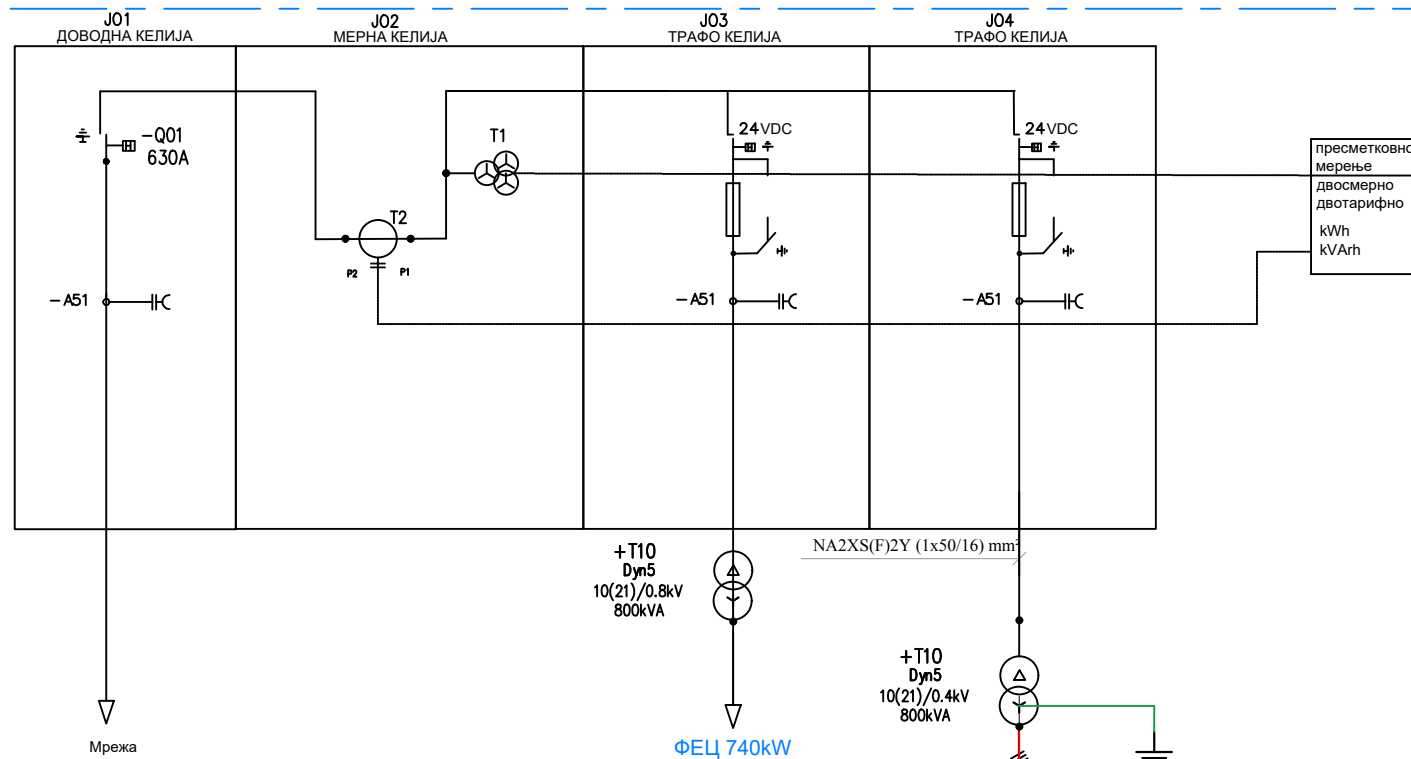 J01
ДОВОДНА КЕЛИЈА
J02
МЕРНА КЕЛИЈА
J03
ТРАФО КЕЛИЈА
J04
ТРАФО КЕЛИЈА
-Q01
630A
T1
24VDC
24VDC
пресметковно
мерење
двосмерно
двотарифно
kWh
kVArh
T2
P2 P1
-A51
-A51
-A51
+T10
Dyn5
10(21)/0.8kV
800kVA
NA2XS(F)2Y (1x50/16) mm²
+T10
Dyn5
10(21)/0.4kV
800kVA
Мрежа
ФЕЦ 740kW